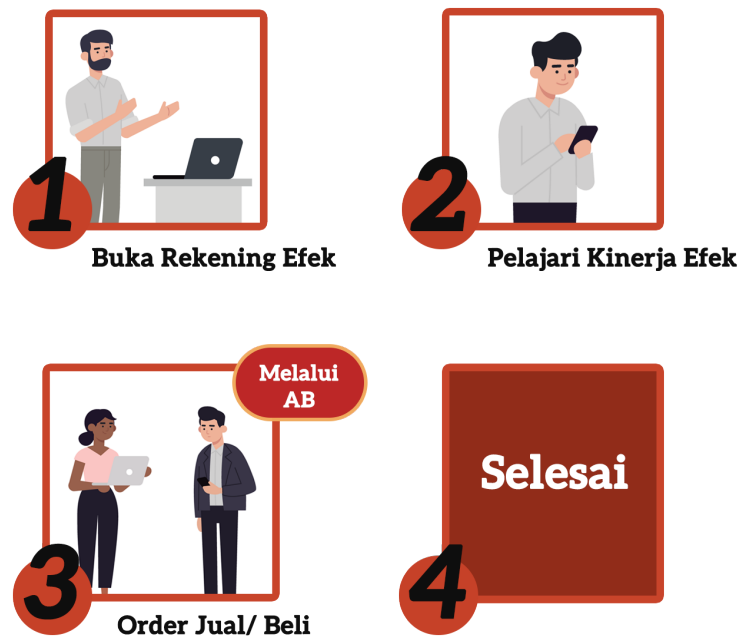 1
Buka Rekening Efek
2
Pelajari Kinerja Efek
Melalui
AB
3
Order Jual/ Beli
Selesai
4